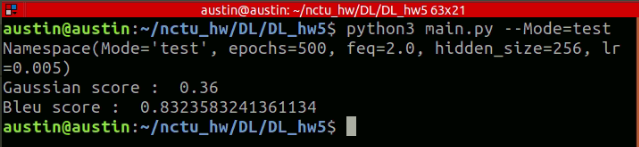 austin@austin: ~/nctu_hw/DL/DL_hw5 63x21
austin@austin:~/nctu_hw/DL/DL_hw5$ python3 main.py --Mode=test
Namespace(Mode='test', epochs=500, feq=2.0, hidden_size=256, lr
=0.005)
Gaussian score :  0.36
Bleu score :  0.8323583241361134
austin@austin:~/nctu_hw/DL/DL_hw5$